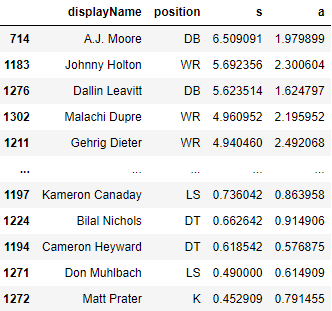 displayName position s a
714 A.J. Moore DB 6.509091 1.979899
1183 Johnny Holton WR 5.692356 2.300604
1276 Dallin Leavitt DB 5.623514 1.624797
1302 Malachi Dupre WR 4.960952 2.195952
1211 Gehrig Dieter WR 4.940460 2.492068
... ... ... ... ...
1197 Kameron Canaday LS 0.736042 0.863958
1224 Bilal Nichols DT 0.662642 0.914906
1194 Cameron Heyward DT 0.618542 0.576875
1271 Don Muhlbach LS 0.490000 0.614909
1272 Matt Prater K 0.452909 0.791455